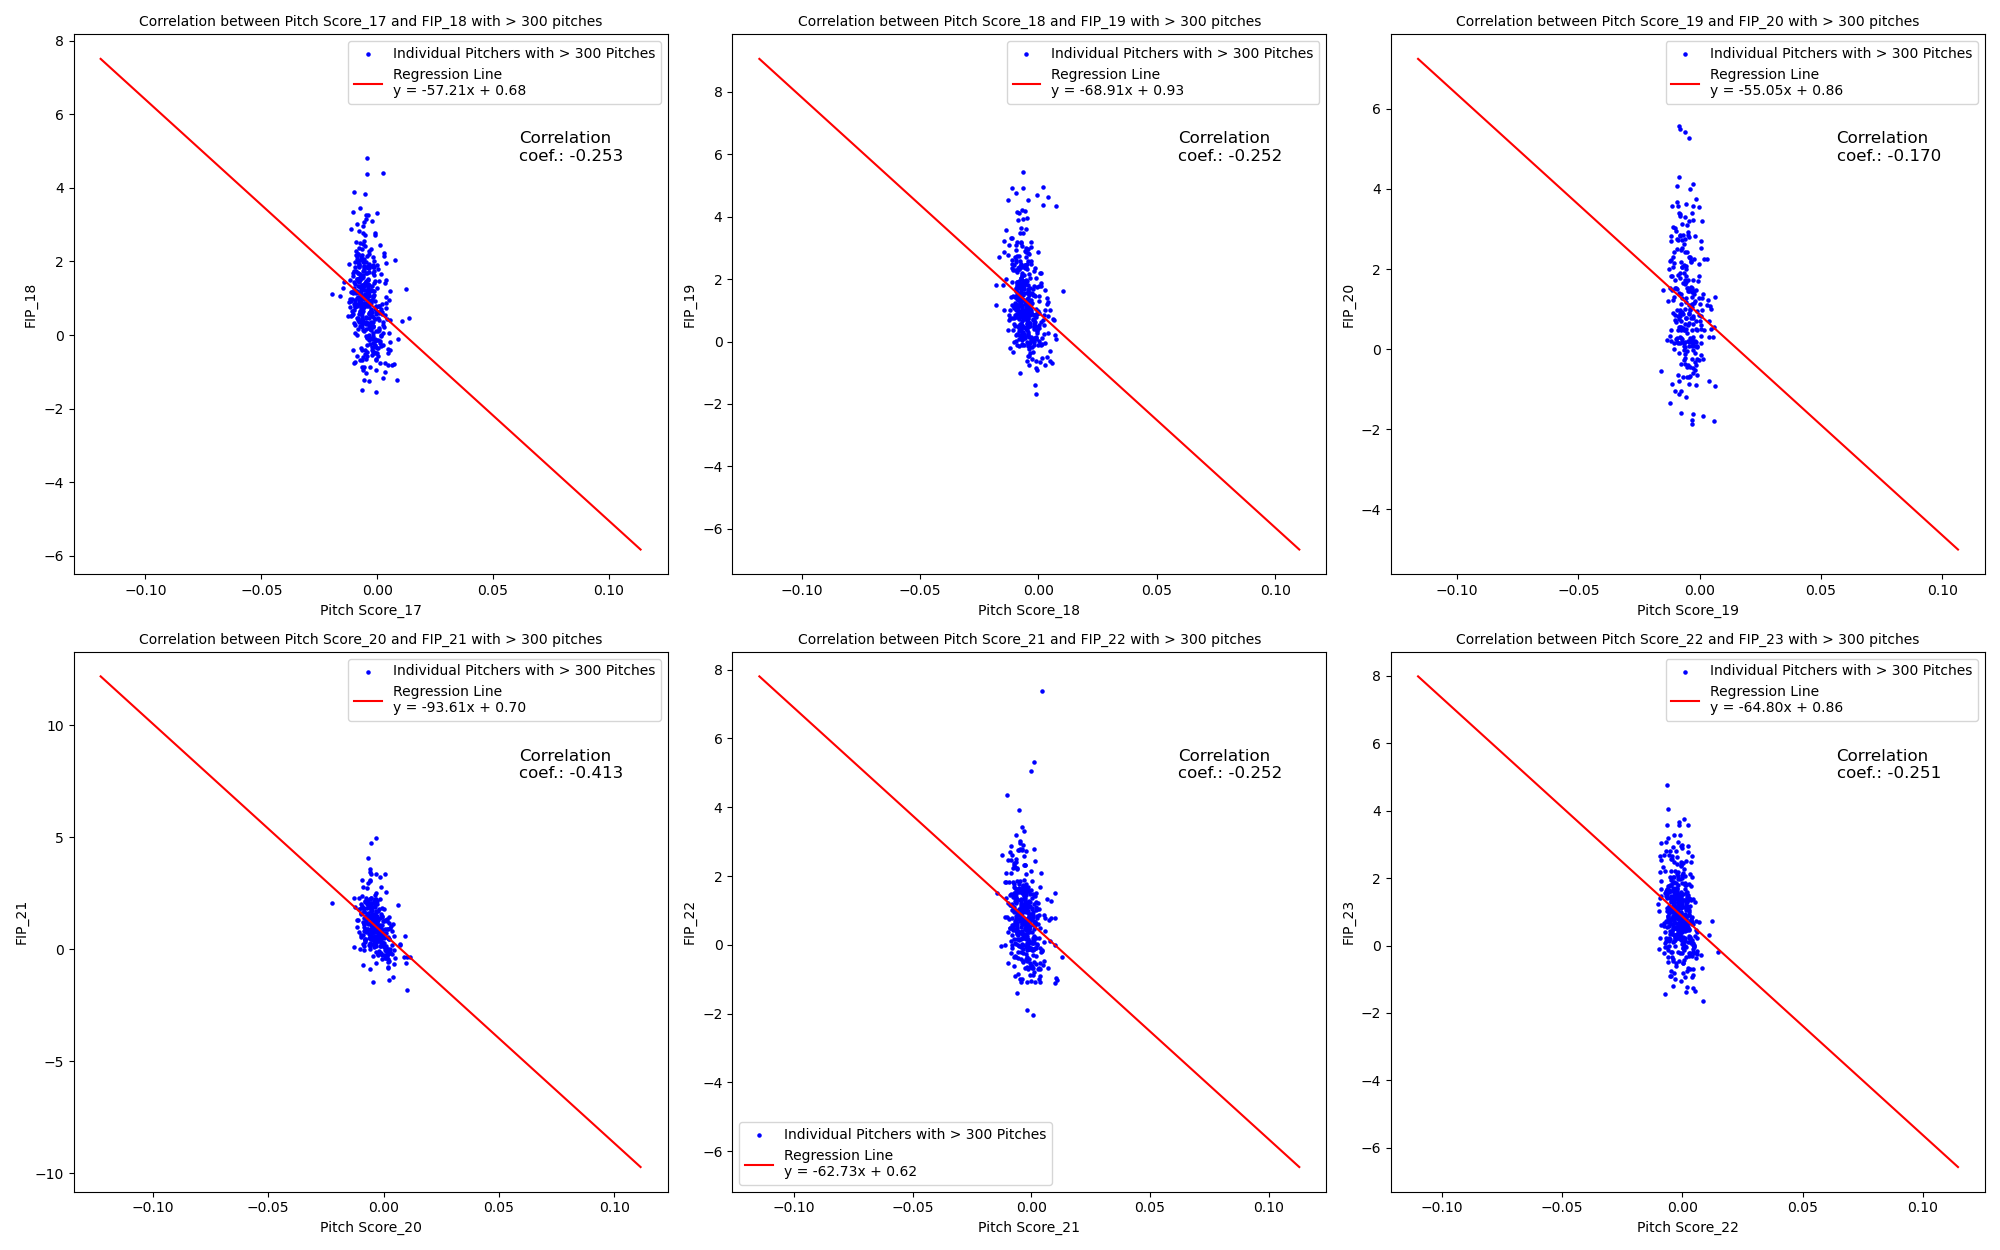 Correlation between Pitch Score_17 and FIP_18 with > 300 pitches
8
6
4
2
0
−2
−4
−6
FIP_18
Individual Pitchers with > 300 Pitches
Regression Line
y = -57.21x + 0.68
Correlation
coef.: -0.253
−0.10
−0.05
0.00
0.05
0.10
Pitch Score_17
Correlation between Pitch Score_18 and FIP_19 with > 300 pitches
8
6
4
2
0
−2
−4
−6
FIP_19
Individual Pitchers with > 300 Pitches
Regression Line
y = -68.91x + 0.93
Correlation
coef.: -0.252
−0.10
−0.05
0.00
0.05
0.10
Pitch Score_18
Correlation between Pitch Score_19 and FIP_20 with > 300 pitches
6
4
2
0
−2
−4
FIP_20
Individual Pitchers with > 300 Pitches
Regression Line
y = -55.05x + 0.86
Correlation
coef.: -0.170
−0.10
−0.05
0.00
0.05
0.10
Pitch Score_19
Correlation between Pitch Score_20 and FIP_21 with > 300 pitches
10
5
0
−5
−10
FIP_21
Individual Pitchers with > 300 Pitches
Regression Line
y = -93.61x + 0.70
Correlation
coef.: -0.413
−0.10
−0.05
0.00
0.05
0.10
Pitch Score_20
Correlation between Pitch Score_21 and FIP_22 with > 300 pitches
8
6
4
2
0
−2
−4
−6
FIP_22
Correlation
coef.: -0.252
Individual Pitchers with > 300 Pitches
Regression Line
y = -62.73x + 0.62
−0.10
−0.05
0.00
0.05
0.10
Pitch Score_21
Correlation between Pitch Score_22 and FIP_23 with > 300 pitches
8
6
4
2
0
−2
−4
−6
FIP_23
Individual Pitchers with > 300 Pitches
Regression Line
y = -64.80x + 0.86
Correlation
coef.: -0.251
−0.10
−0.05
0.00
0.05
0.10
Pitch Score_22